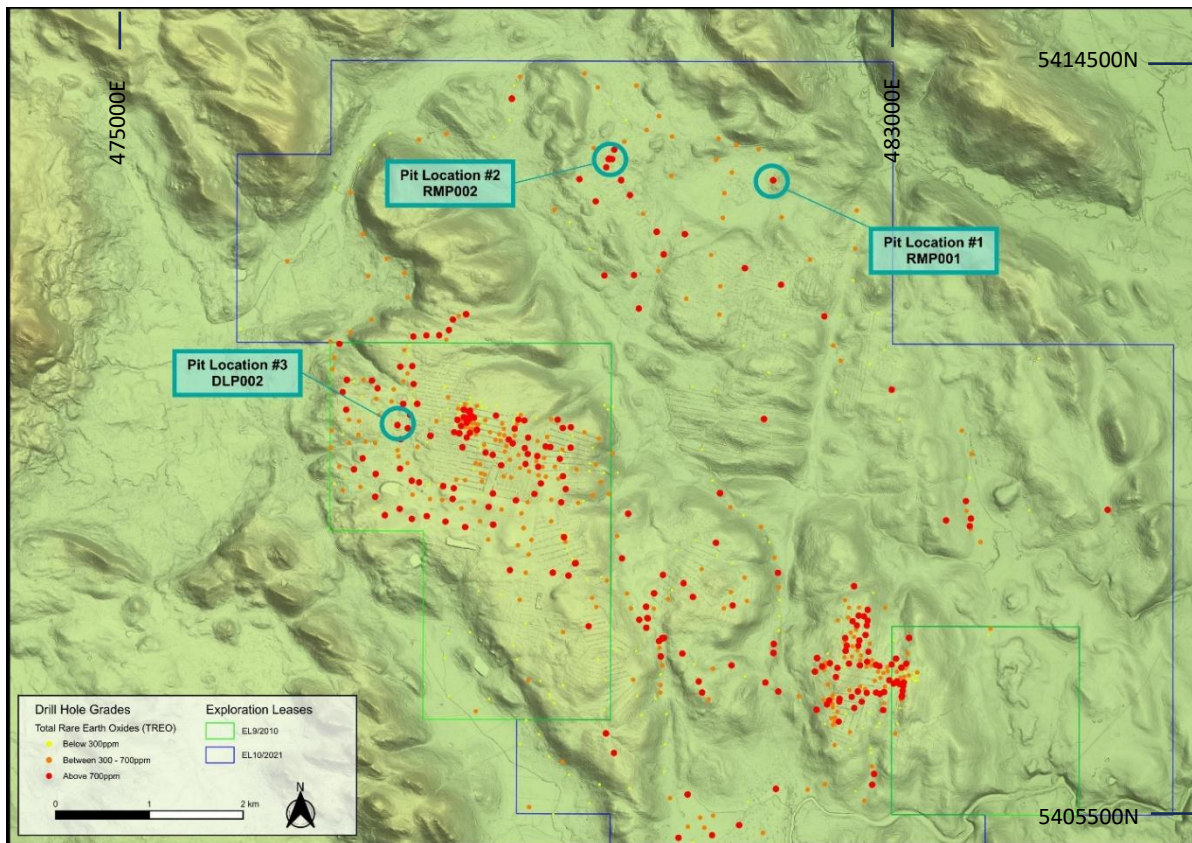 475000E
483000E
5414500N
Pit Location #2
RMP002
Pit Location #1
RMP001
Pit Location #3
DLP002
Drill Hole Grades
Total Rare Earth Oxides (TREO)
Below 300ppm
Between 300 - 700ppm
Above 700ppm
Exploration Leases
EL9/2010
EL10/2021
0
1
2 km
N
5405500N